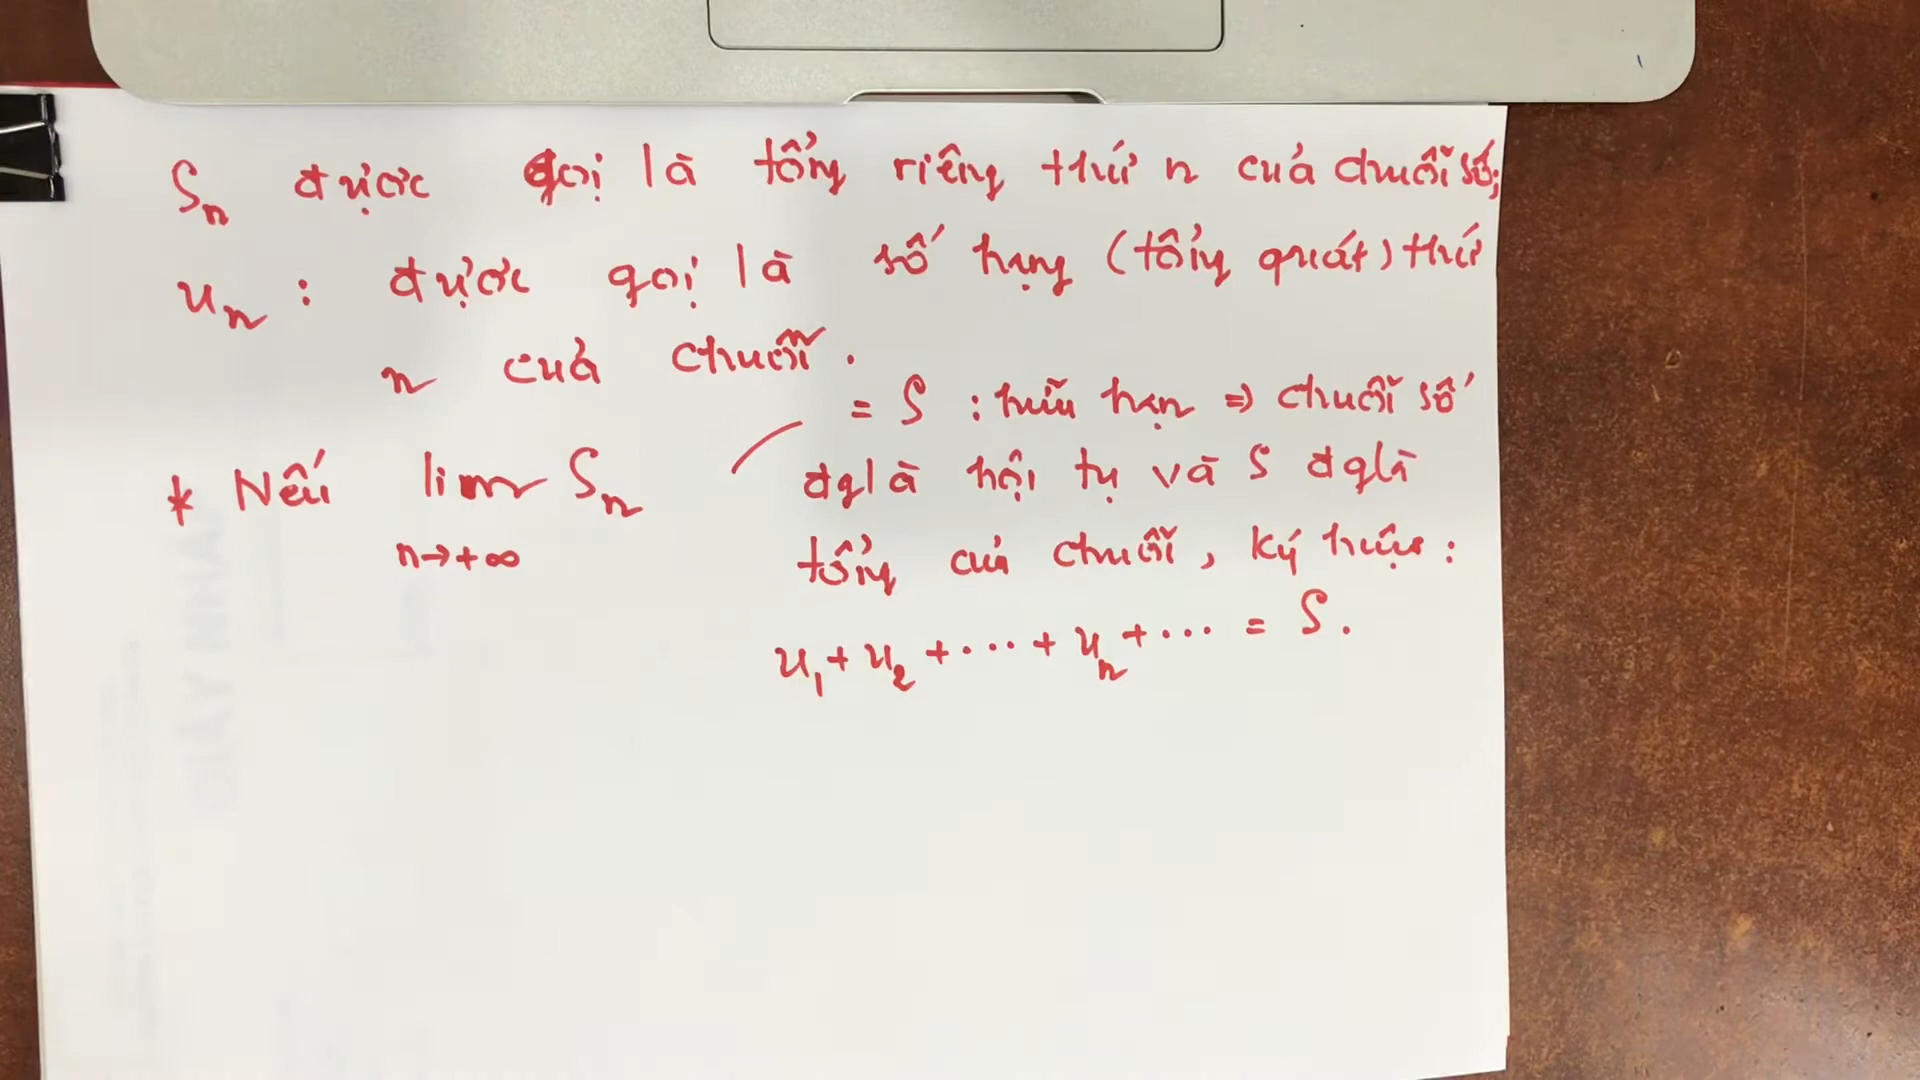 Sn được gọi là tổng riêng thứ n của chuỗi số;
un : được gọi là số hạng (tổng quát) thứ
n của chuỗi.
= S : hữu hạn => chuỗi số
* Nếu lim Sn
n→+∞
đglà hội tụ và S đglà
tổng của chuỗi, ký hiệu :
u1 + u2 + ... + un + ... = S.